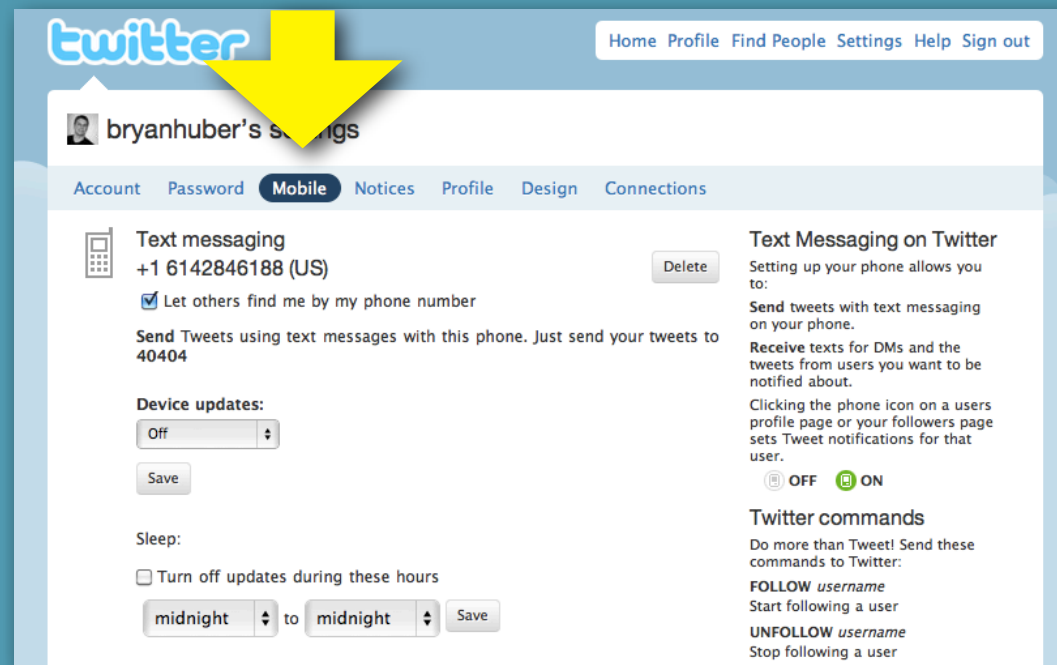 twitter
Home Profile Find People Settings Help Sign out
bryanhuber's s ngs
Account Password Mobile Notices Profile Design Connections
Text messaging
+1 6142846188 (US)
Delete
Let others find me by my phone number
Send Tweets using text messages with this phone. Just send your tweets to
40404
Device updates:
Off
Save
Sleep:
Turn off updates during these hours
midnight to midnight Save
Text Messaging on Twitter
Setting up your phone allows you
to:
Send tweets with text messaging
on your phone.
Receive texts for DMs and the
tweets from users you want to be
notified about.
Clicking the phone icon on a users
profile page or your followers page
sets Tweet notifications for that
user.
OFF ON
Twitter commands
Do more than Tweet! Send these
commands to Twitter:
FOLLOW username
Start following a user
UNFOLLOW username
Stop following a user